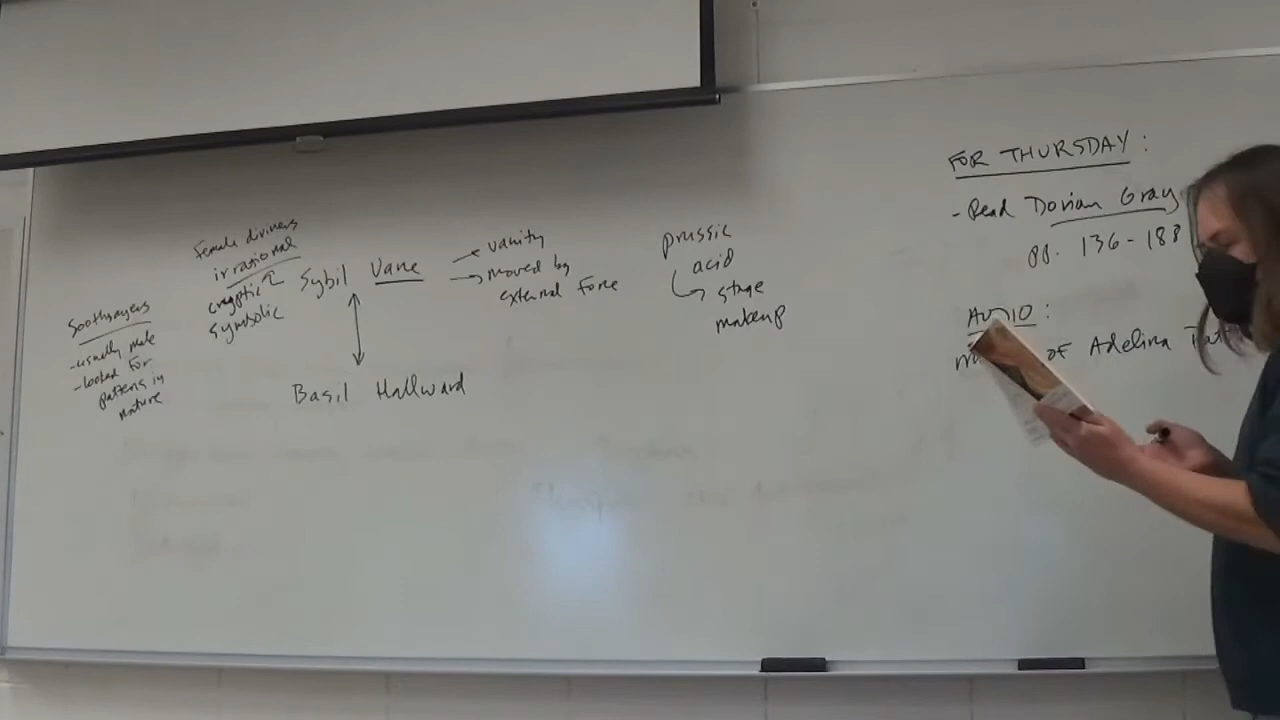 Soothsayers
- usually male
- looked for
patterns in
nature
Female diviners
irrational
cryptic
symbolic
Sybil Vane
vanity
moved by
external force
Basil Hallward
prussic
acid
stage
makeup
FOR THURSDAY:
- Read Dorian Gray
pp. 136-188
AUDIO:
of Adelina